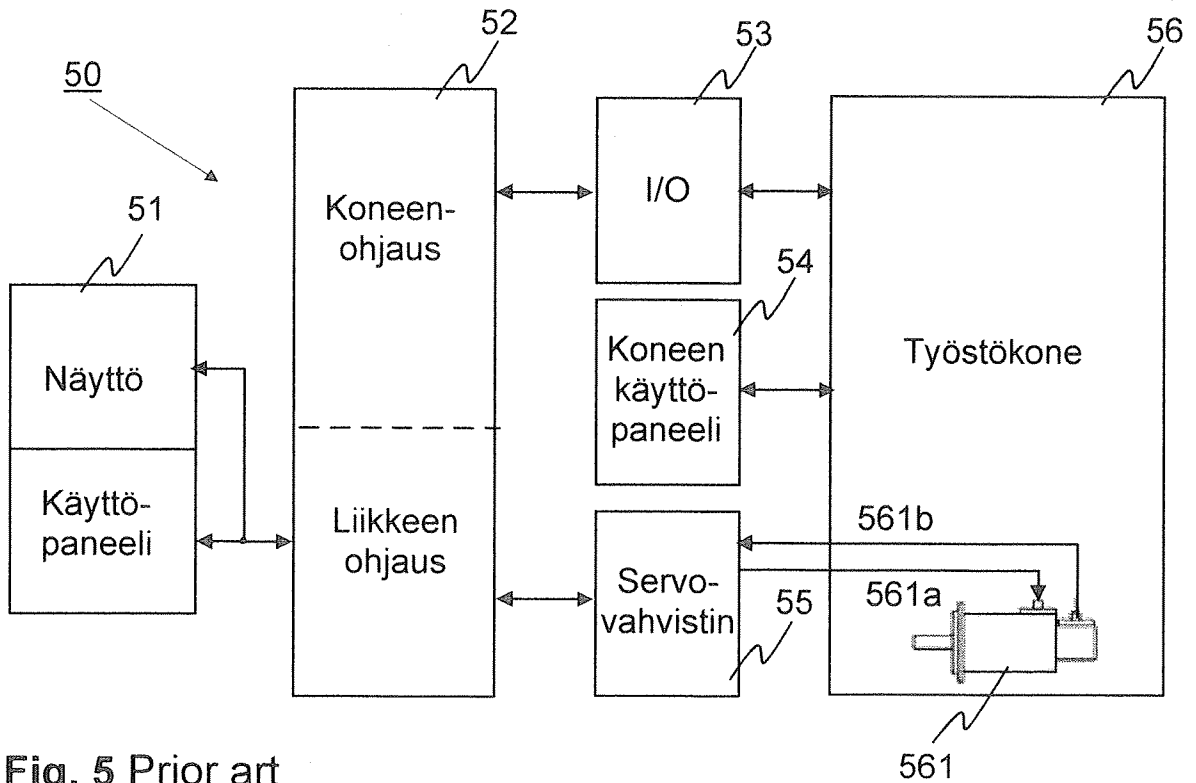 52
53
56
50
51
Koneen-
ohjaus
I/O
54
Näyttö
Koneen
käyttö-
paneeli
Työstökone
Käyttö-
paneeli
Liikkeen
ohjaus
Servo-
vahvistin
561b
561a
55
561
Fig. 5 Prior art